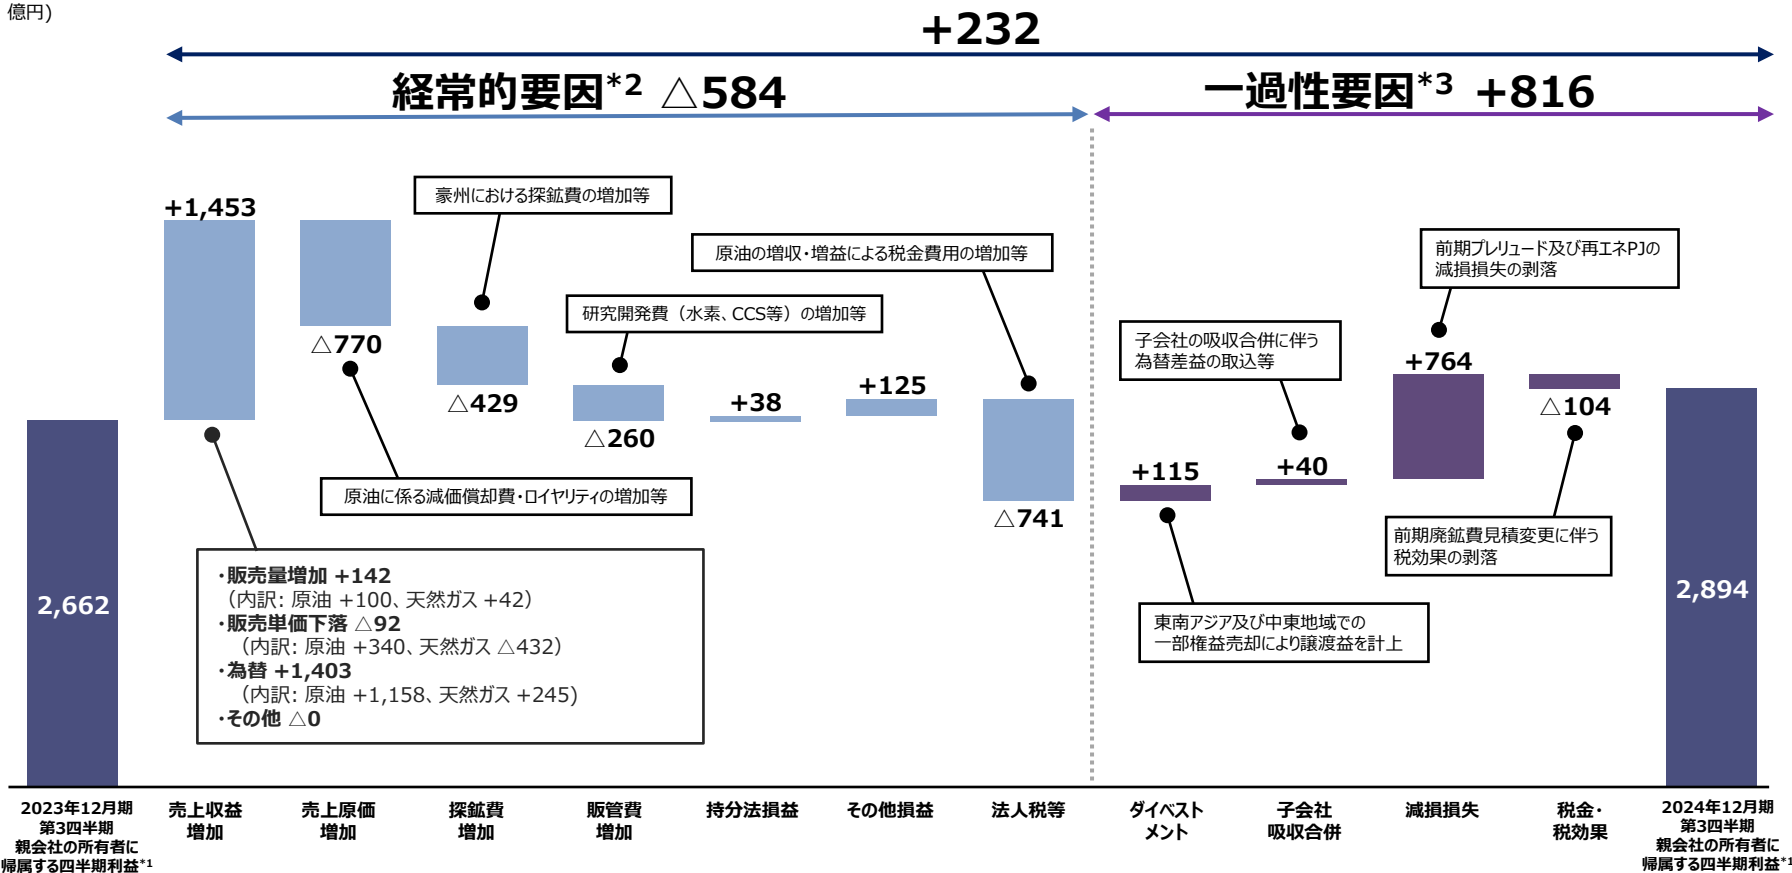 億円)
+232
経常的要因*2 △584
一過性要因*3 +816
+1,453
豪州における探鉱費の増加等
原油の増収・増益による税金費用の増加等
前期プレリュード及び再エネPJの
減損損失の剥落
研究開発費（水素、CCS等）の増加等
子会社の吸収合併に伴う
為替差益の取込等
△770
△429
△260
+38
+125
+764
△104
+115
+40
△741
原油に係る減価償却費・ロイヤリティの増加等
前期廃鉱費見積変更に伴う
税効果の剥落
東南アジア及び中東地域での
一部権益売却により譲渡益を計上
・販売量増加 +142
（内訳: 原油 +100、天然ガス +42）
・販売単価下落 △92
（内訳: 原油 +340、天然ガス △432）
・為替 +1,403
（内訳: 原油 +1,158、天然ガス +245)
・その他 △0
2,662
2,894
2023年12月期
第3四半期
親会社の所有者に
帰属する四半期利益*1
売上収益
増加
売上原価
増加
探鉱費
増加
販管費
増加
持分法損益
その他損益
法人税等
ダイベスト
メント
子会社
吸収合併
減損損失
税金・
税効果
2024年12月期
第3四半期
親会社の所有者に
帰属する四半期利益*1